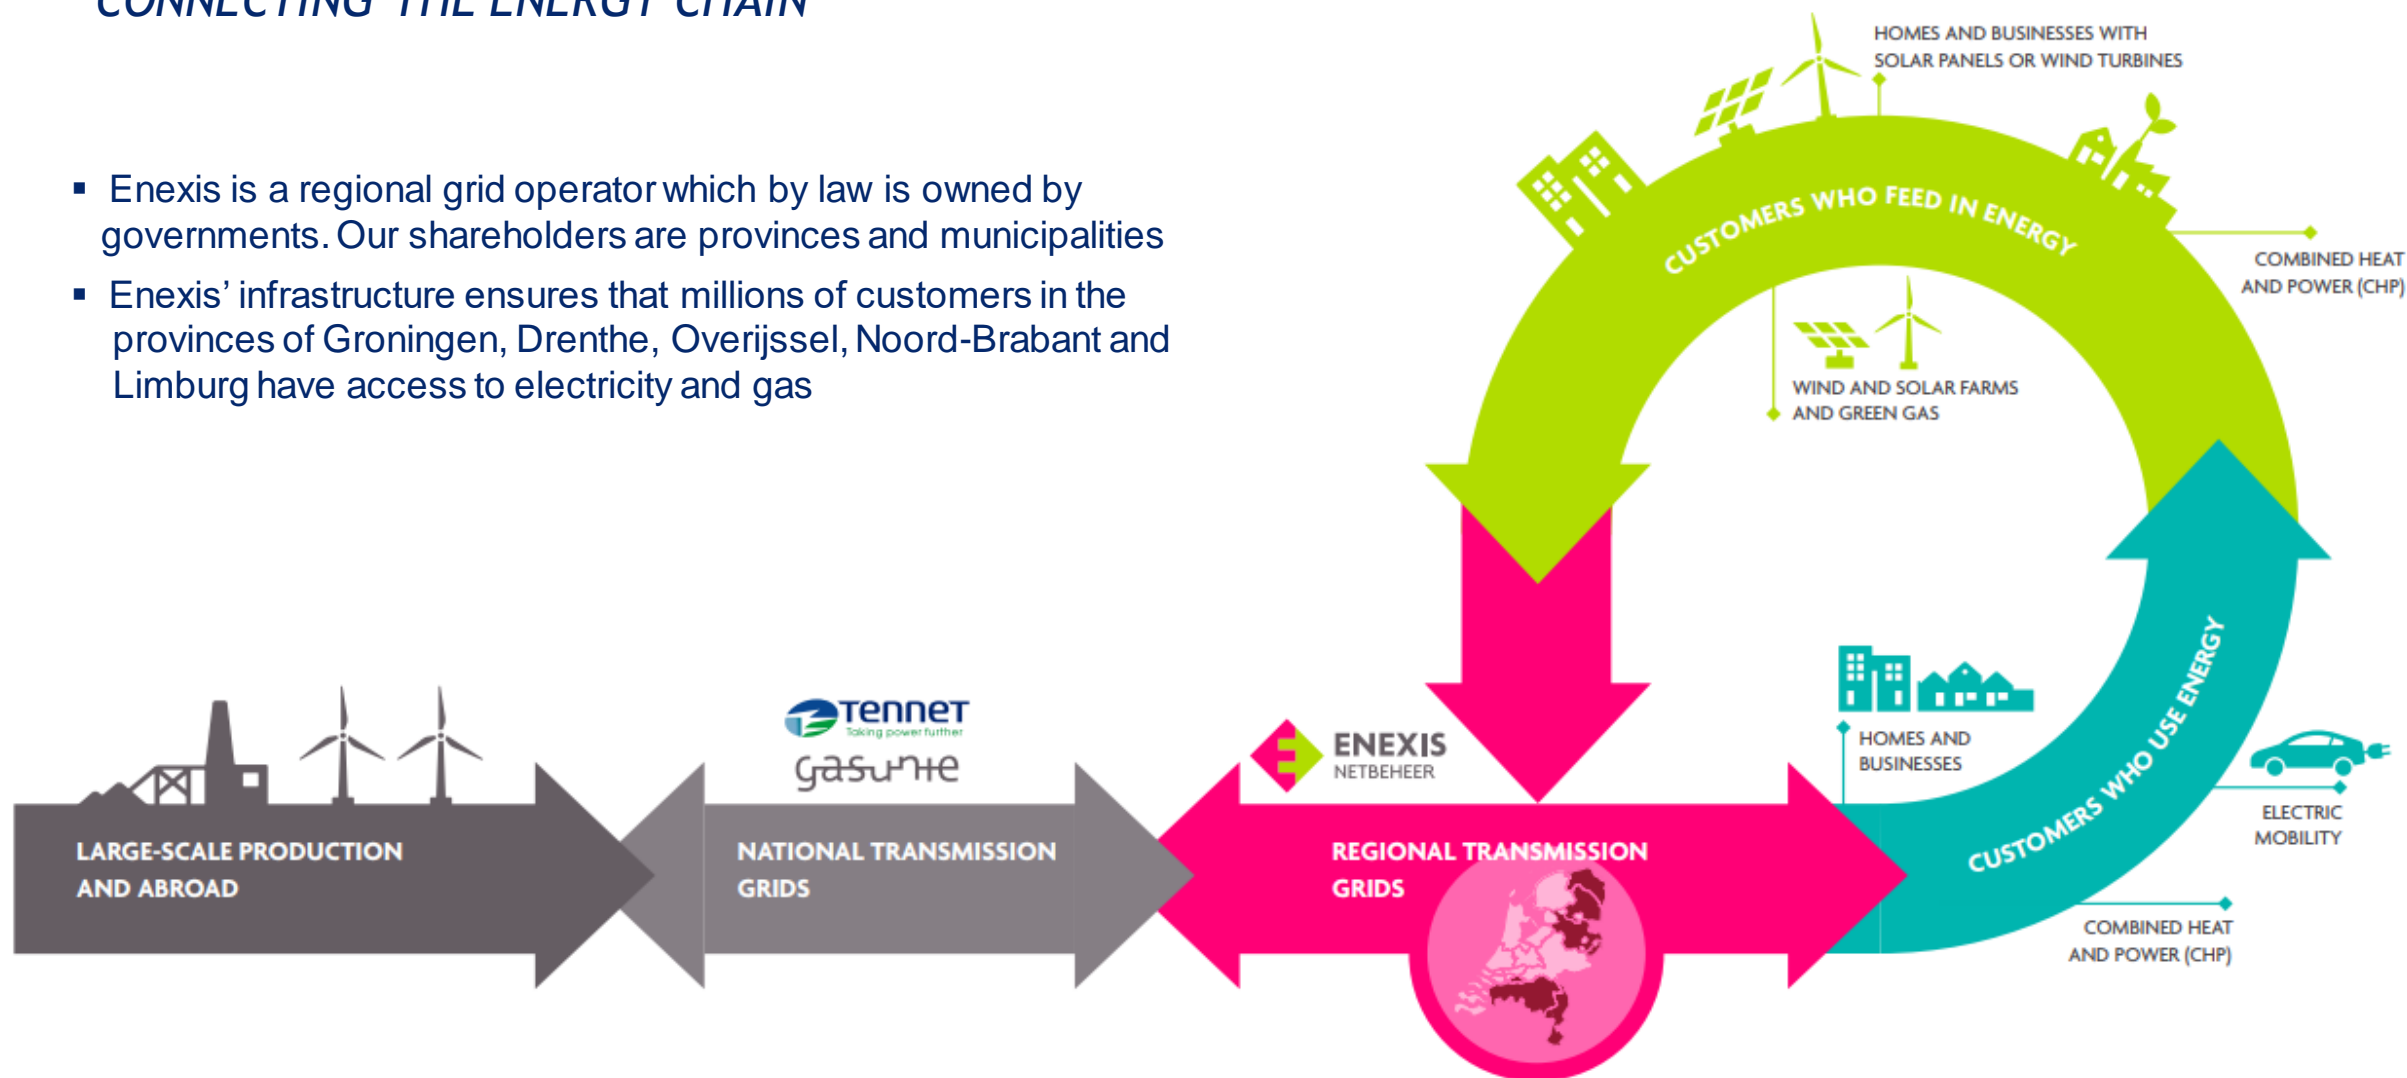 CONNECTING THE ENERGY CHAIN
▪ Enexis is a regional grid operator which by law is owned by
governments. Our shareholders are provinces and municipalities
▪ Enexis’ infrastructure ensures that millions of customers in the
provinces of Groningen, Drenthe, Overijssel, Noord-Brabant and
Limburg have access to electricity and gas
HOMES AND BUSINESSES WITH
SOLAR PANELS OR WIND TURBINES
CUSTOMERS WHO FEED IN ENERGY
COMBINED HEAT
AND POWER (CHP)
WIND AND SOLAR FARMS
AND GREEN GAS
TenneT
Taking power further
gasunie
ENEXIS
NETBEHEER
HOMES AND
BUSINESSES
CUSTOMERS WHO USE ENERGY
ELECTRIC
MOBILITY
COMBINED HEAT
AND POWER (CHP)
LARGE-SCALE PRODUCTION
AND ABROAD
NATIONAL TRANSMISSION
GRIDS
REGIONAL TRANSMISSION
GRIDS